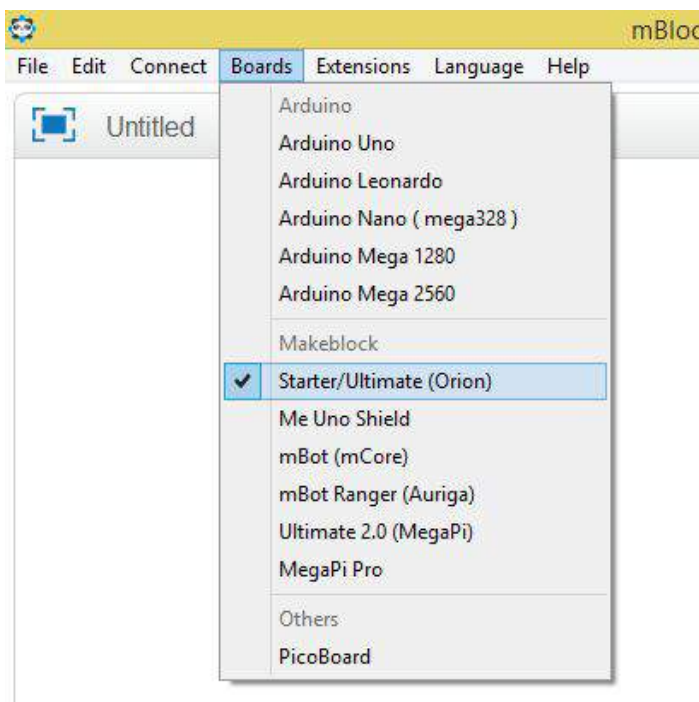 mBloc
File Edit Connect Boards Extensions Language Help
Untitled
Arduino
Arduino Uno
Arduino Leonardo
Arduino Nano ( mega328 )
Arduino Mega 1280
Arduino Mega 2560
Makeblock
Starter/Ultimate (Orion)
Me Uno Shield
mBot (mCore)
mBot Ranger (Auriga)
Ultimate 2.0 (MegaPi)
MegaPi Pro
Others
PicoBoard